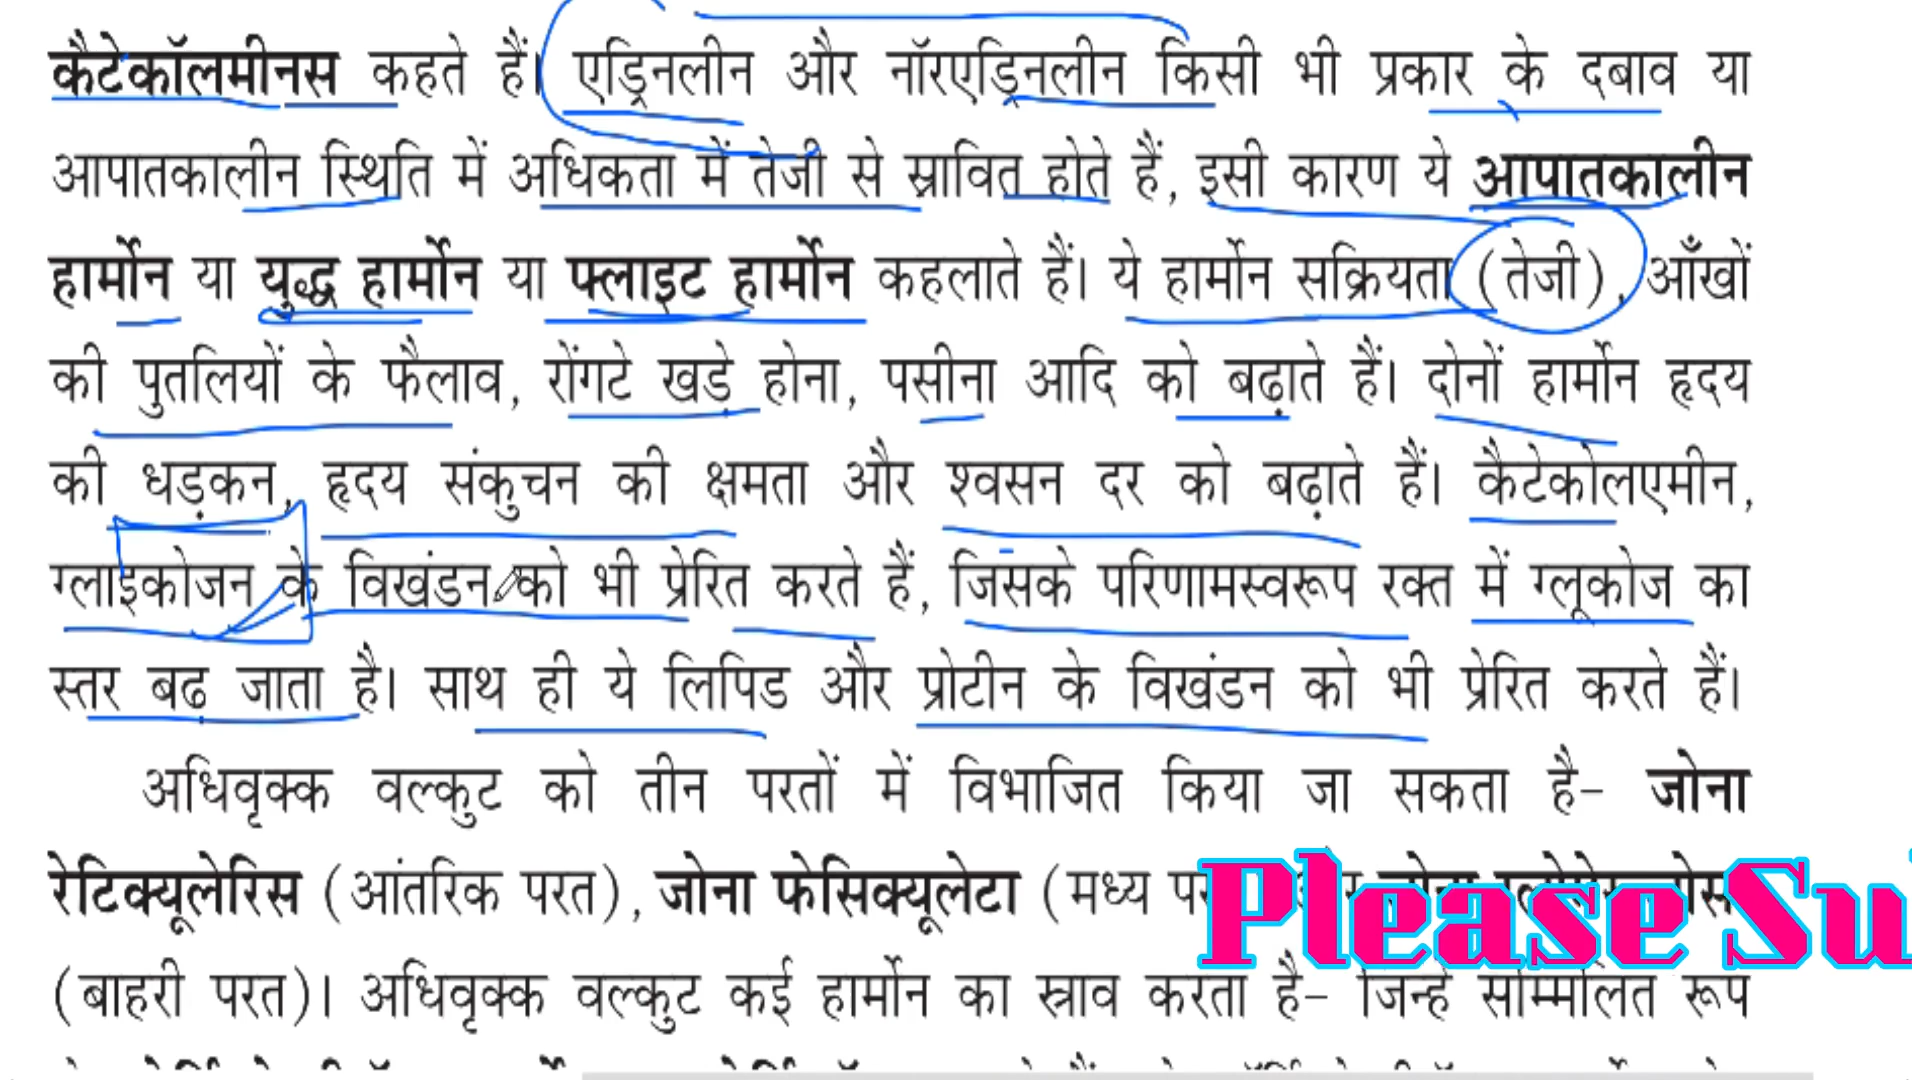 कैटेकॉलमीनस कहते हैं। एड्रिनलीन और नॉरएड्रिनलीन किसी भी प्रकार के दबाव या
आपातकालीन स्थिति में अधिकता में तेजी से स्रावित होते हैं, इसी कारण ये आपातकालीन
हार्मोन या युद्ध हार्मोन या फ्लाइट हार्मोन कहलाते हैं। ये हार्मोन सक्रियता (तेजी), आँखों
की पुतलियों के फैलाव, रोंगटे खड़े होना, पसीना आदि को बढ़ाते हैं। दोनों हार्मोन हृदय
की धड़कन, हृदय संकुचन की क्षमता और श्वसन दर को बढ़ाते हैं। कैटेकोलएमीन,
ग्लाइकोजन के विखंडन को भी प्रेरित करते हैं, जिसके परिणामस्वरूप रक्त में ग्लूकोज का
स्तर बढ़ जाता है। साथ ही ये लिपिड और प्रोटीन के विखंडन को भी प्रेरित करते हैं।
अधिवृक्क वल्कुट को तीन परतों में विभाजित किया जा सकता है– जोना
रेटिक्यूलेरिस (आंतरिक परत), जोना फेसिक्यूलेटा (मध्य
Please Su
(बाहरी परत)। अधिवृक्क वल्कुट कई हार्मोन का स्राव करता है– जिन्हें सम्मिलित रूप